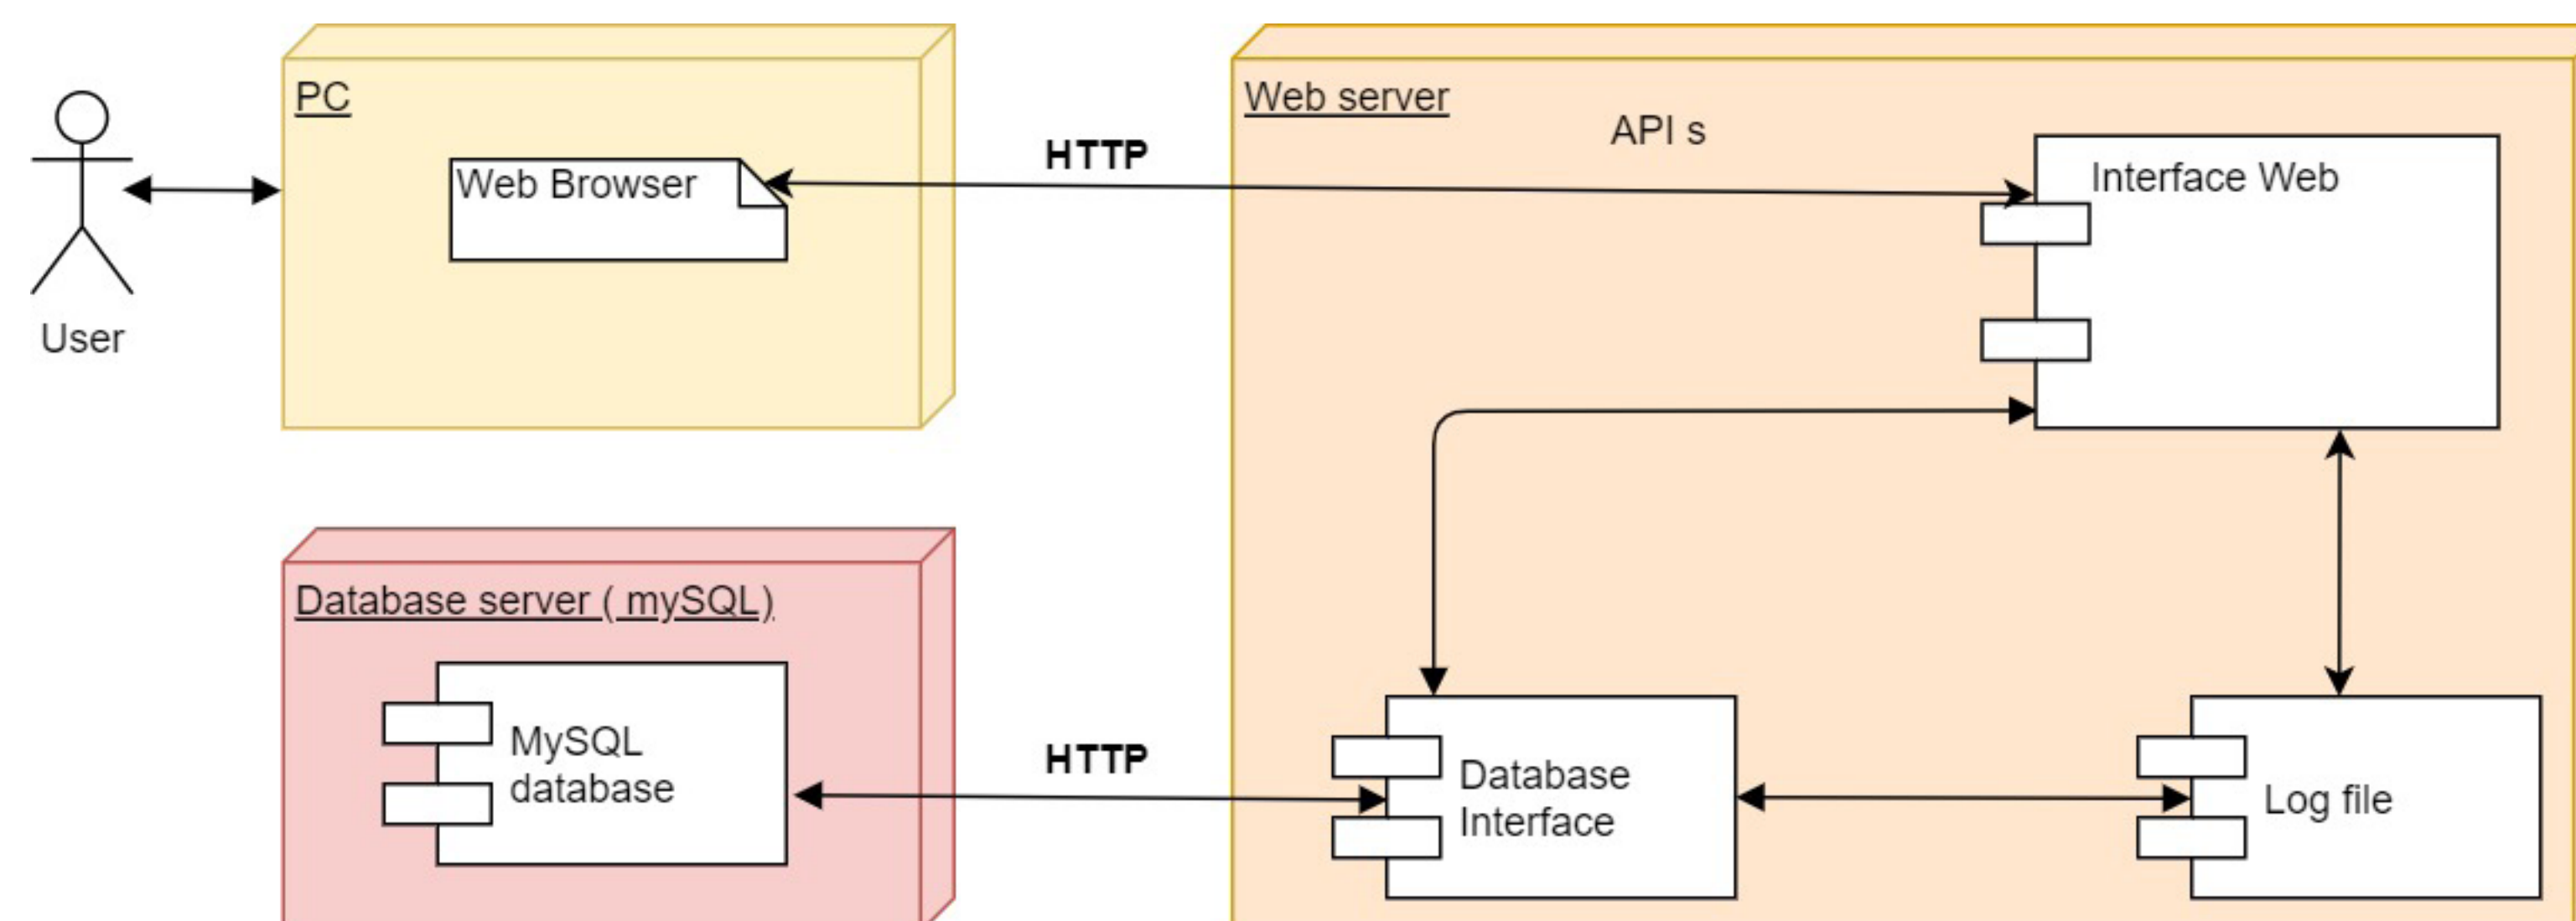 PC
Web server
API s
HTTP
Web Browser
Interface Web
User
Database server ( mySQL)
MySQL
database
HTTP
Database
Interface
Log file